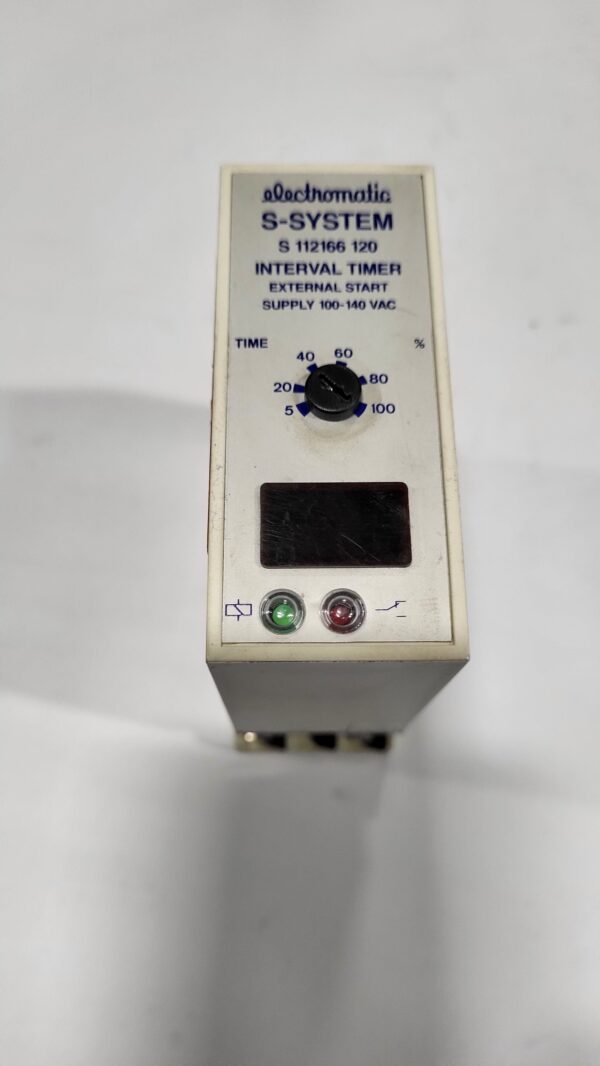 electromatic
S-SYSTEM
S 112166 120
INTERVAL TIMER
EXTERNAL START
SUPPLY 100-140 VAC
TIME %
40 60
20 80
5 100